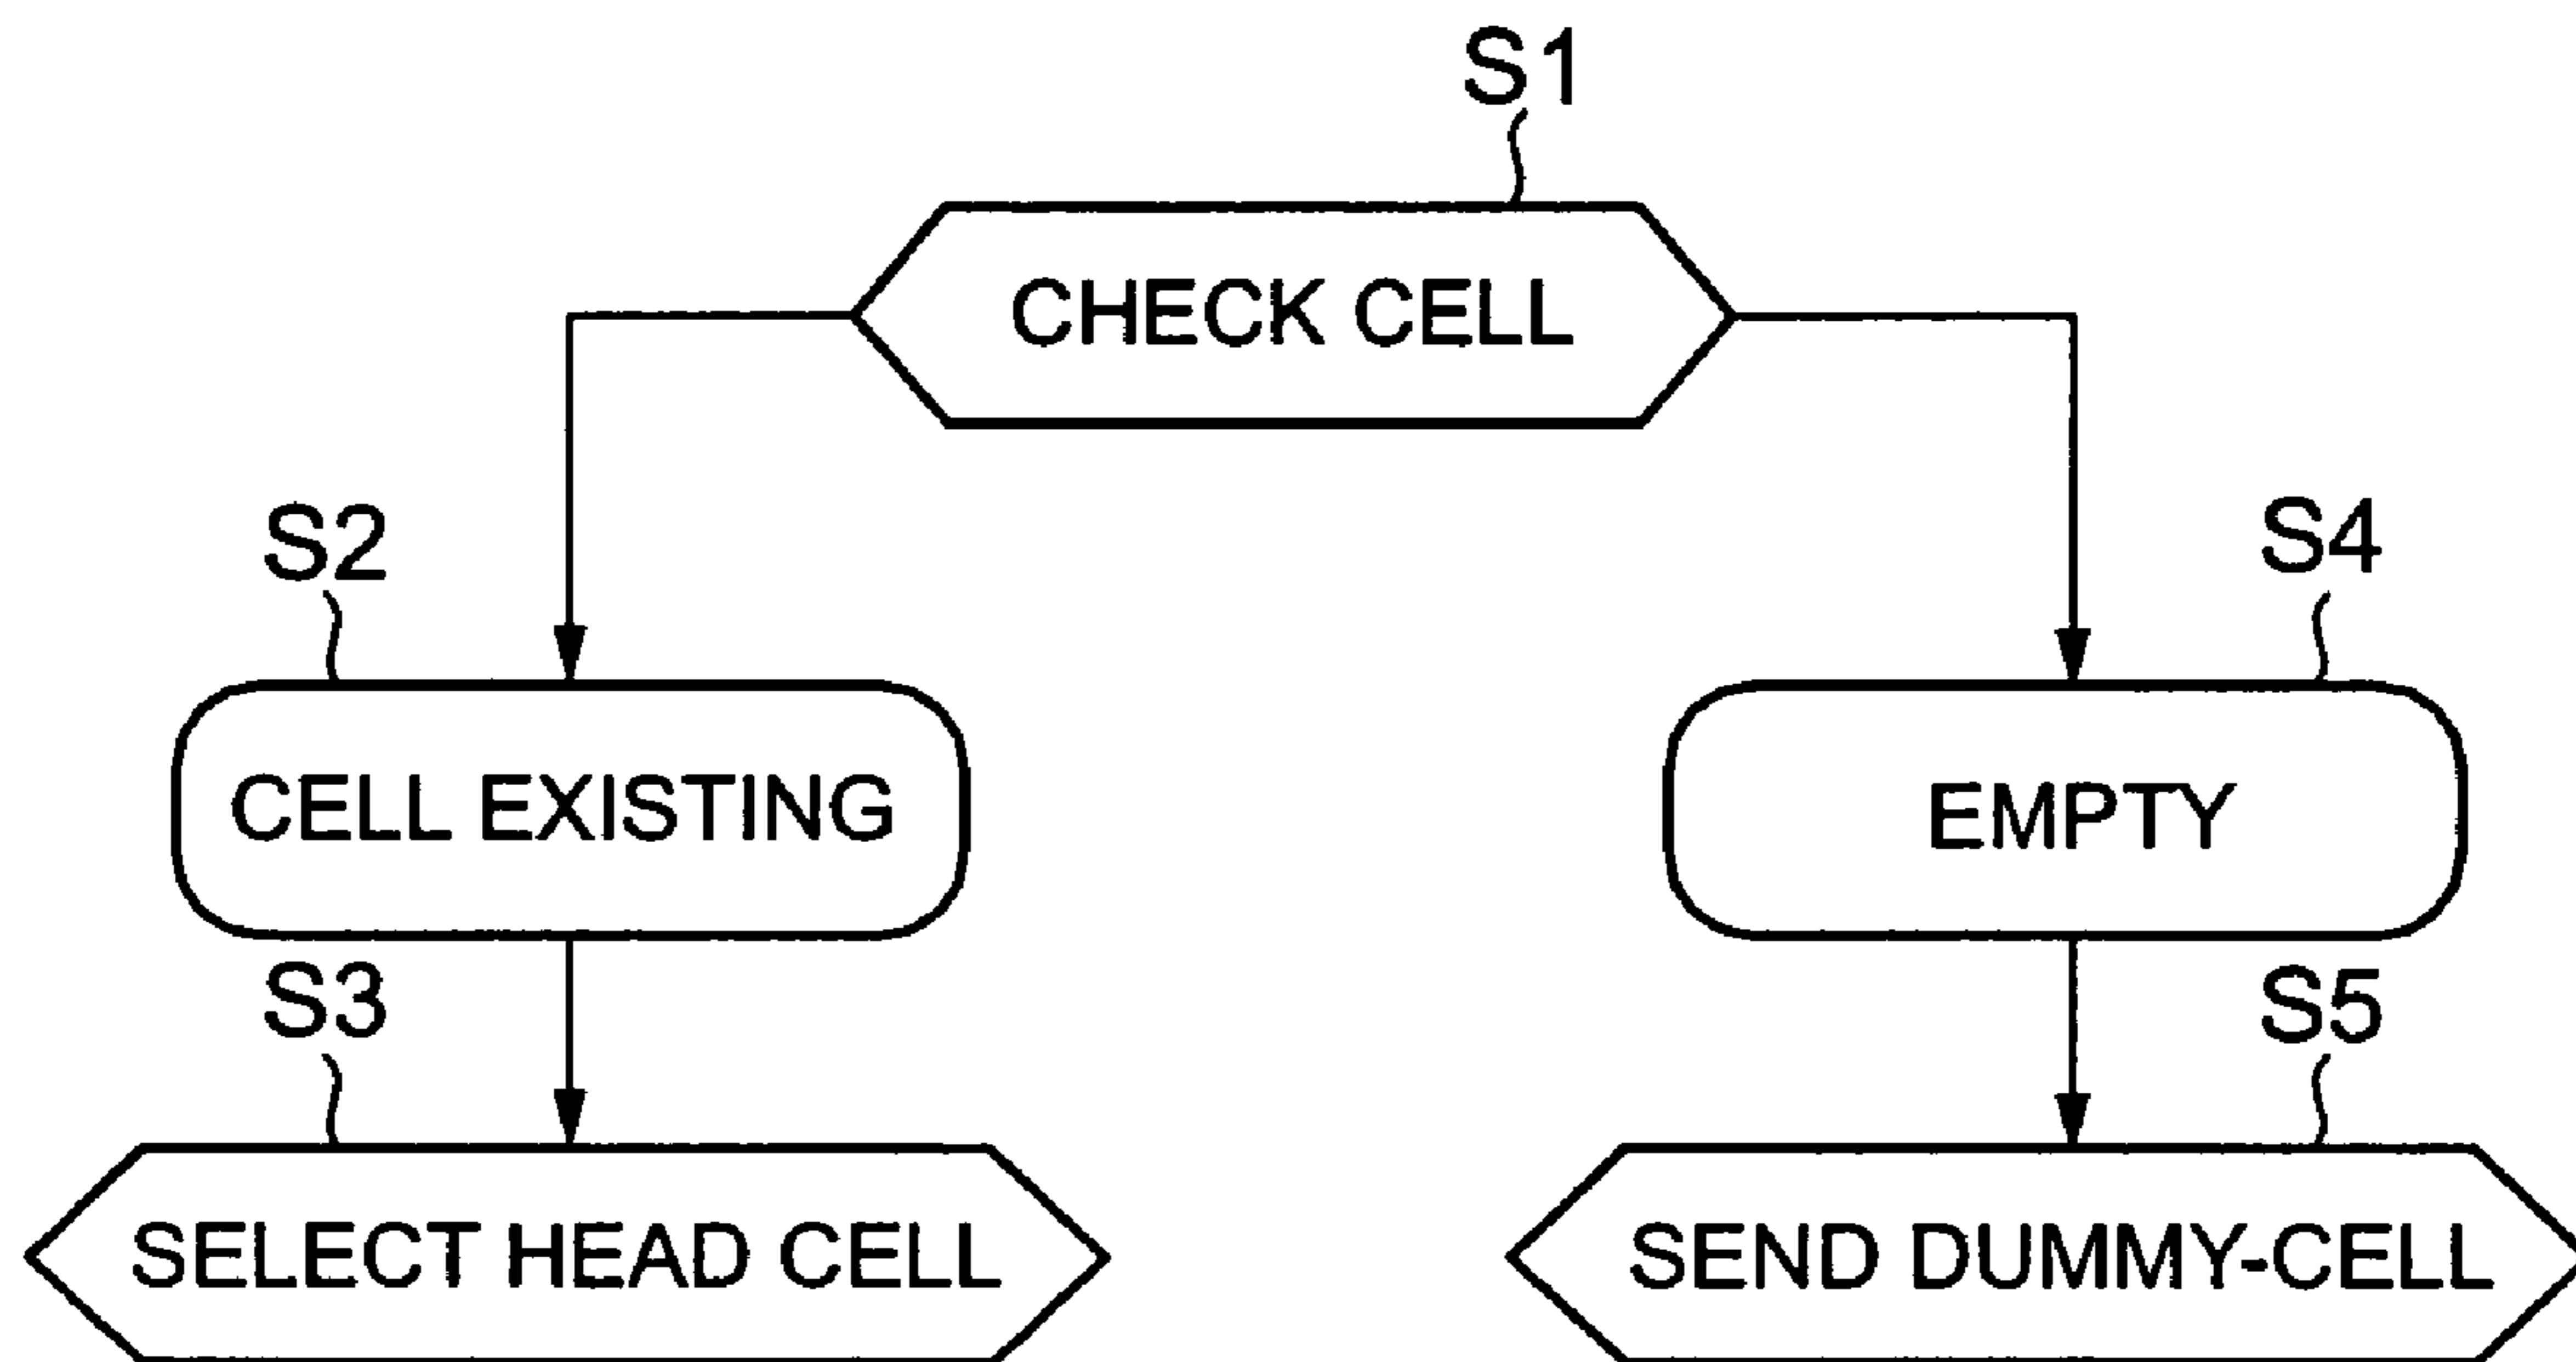 S1
CHECK CELL
S2
S4
CELL EXISTING
EMPTY
S3
S5
SELECT HEAD CELL
SEND DUMMY-CELL